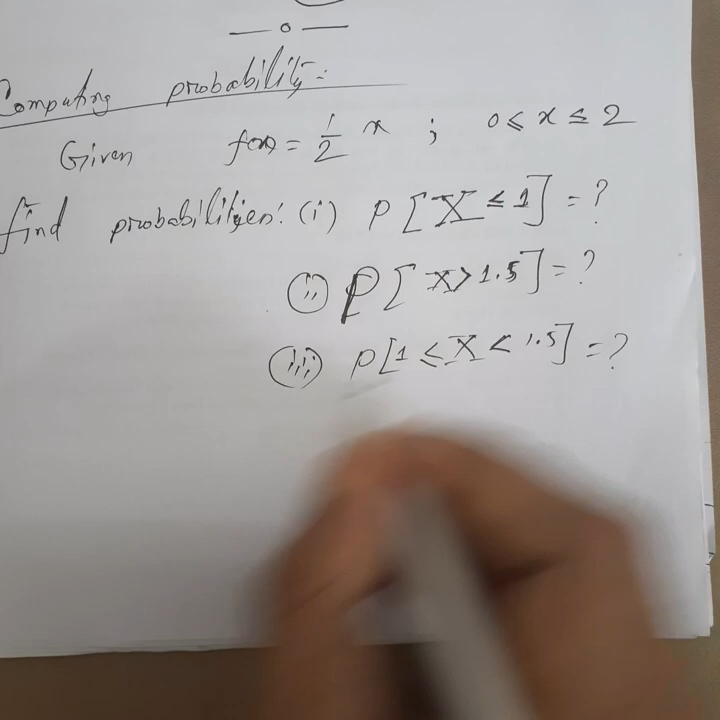 Computing probability:
Given f(x) = 1/2 x ; 0 ≤ x ≤ 2
find probabilities: (i) P[X ≤ 1] = ?
(ii) P[X > 1.5] = ?
(iii) P[1 ≤ X < 1.5] = ?